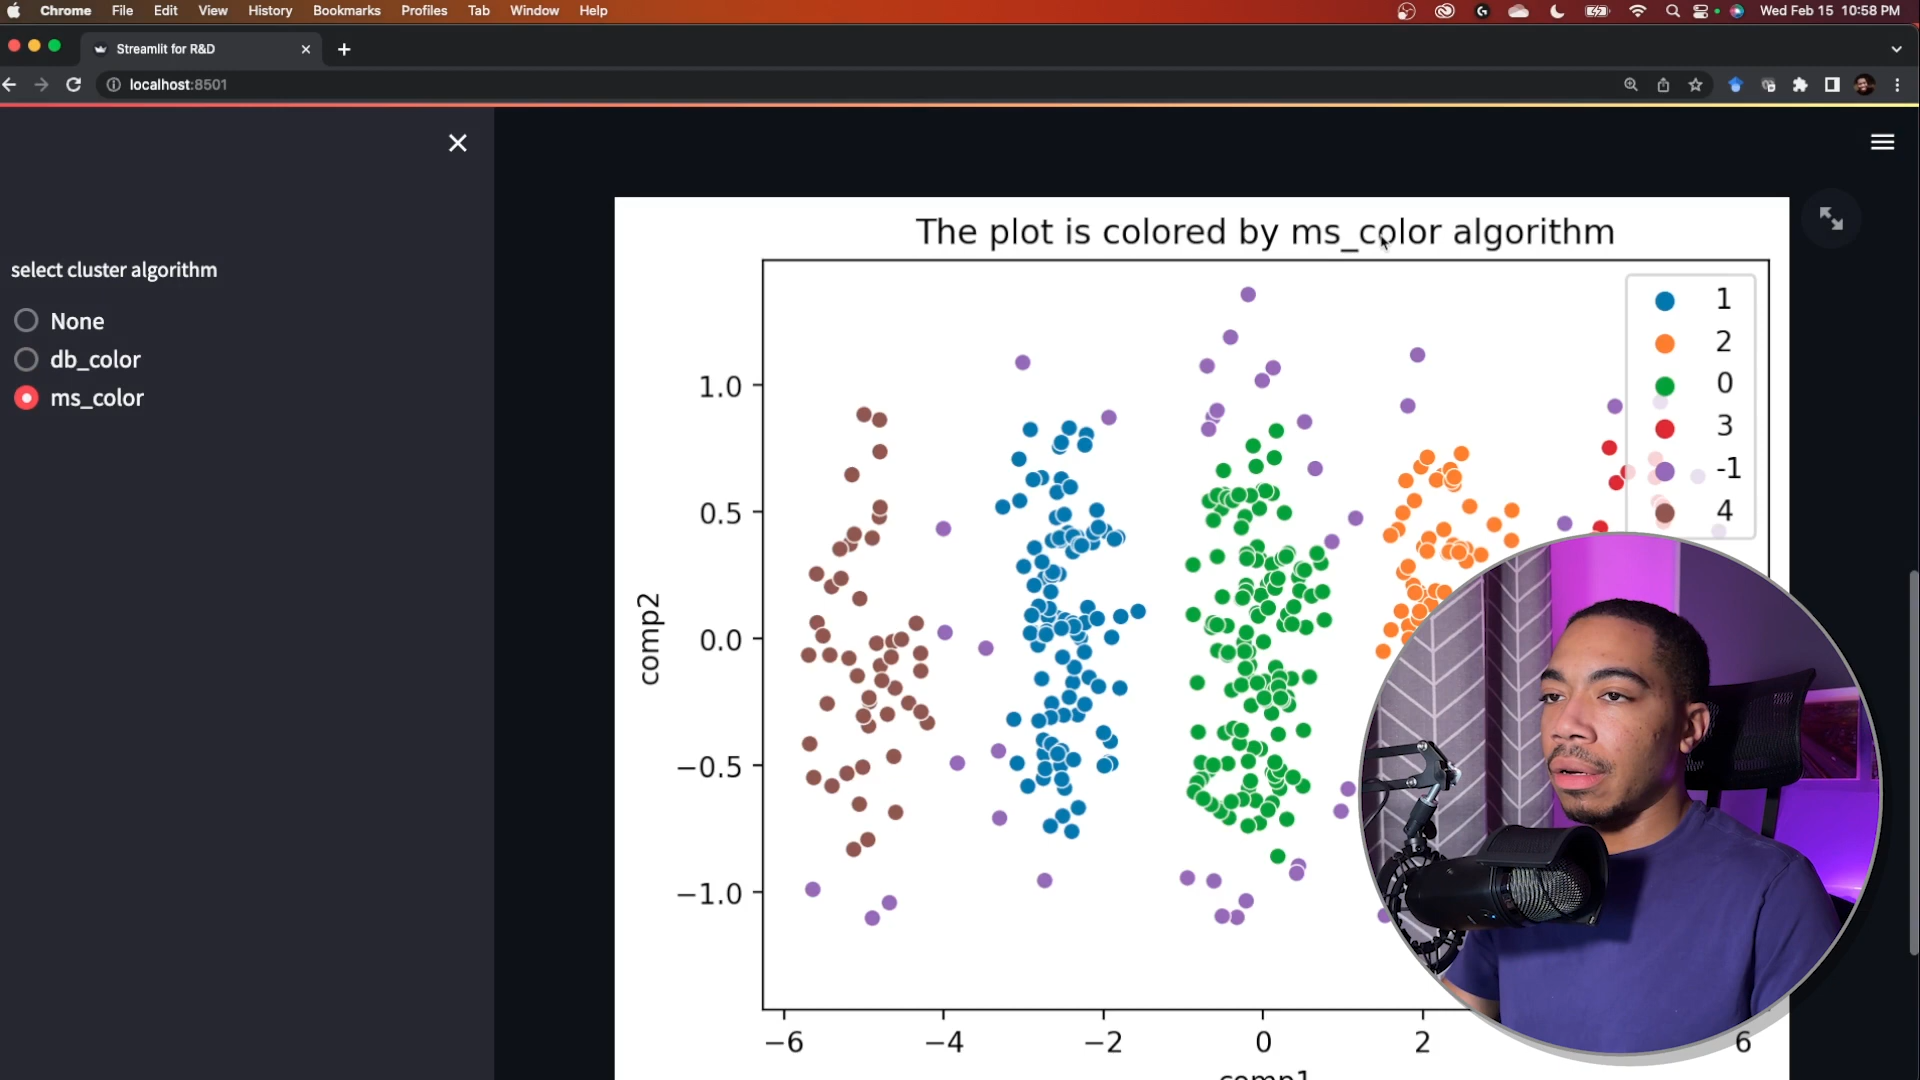 Chrome File Edit View History Bookmarks Profiles Tab Window Help Wed Feb 15 10:58 PM
Streamlit for R&D
localhost:8501
select cluster algorithm
None
db_color
ms_color
The plot is colored by ms_color algorithm
1
2
0
3
-1
4
1.0
0.5
0.0
−0.5
−1.0
comp2
−6 −4 −2 0 2 6
comp1